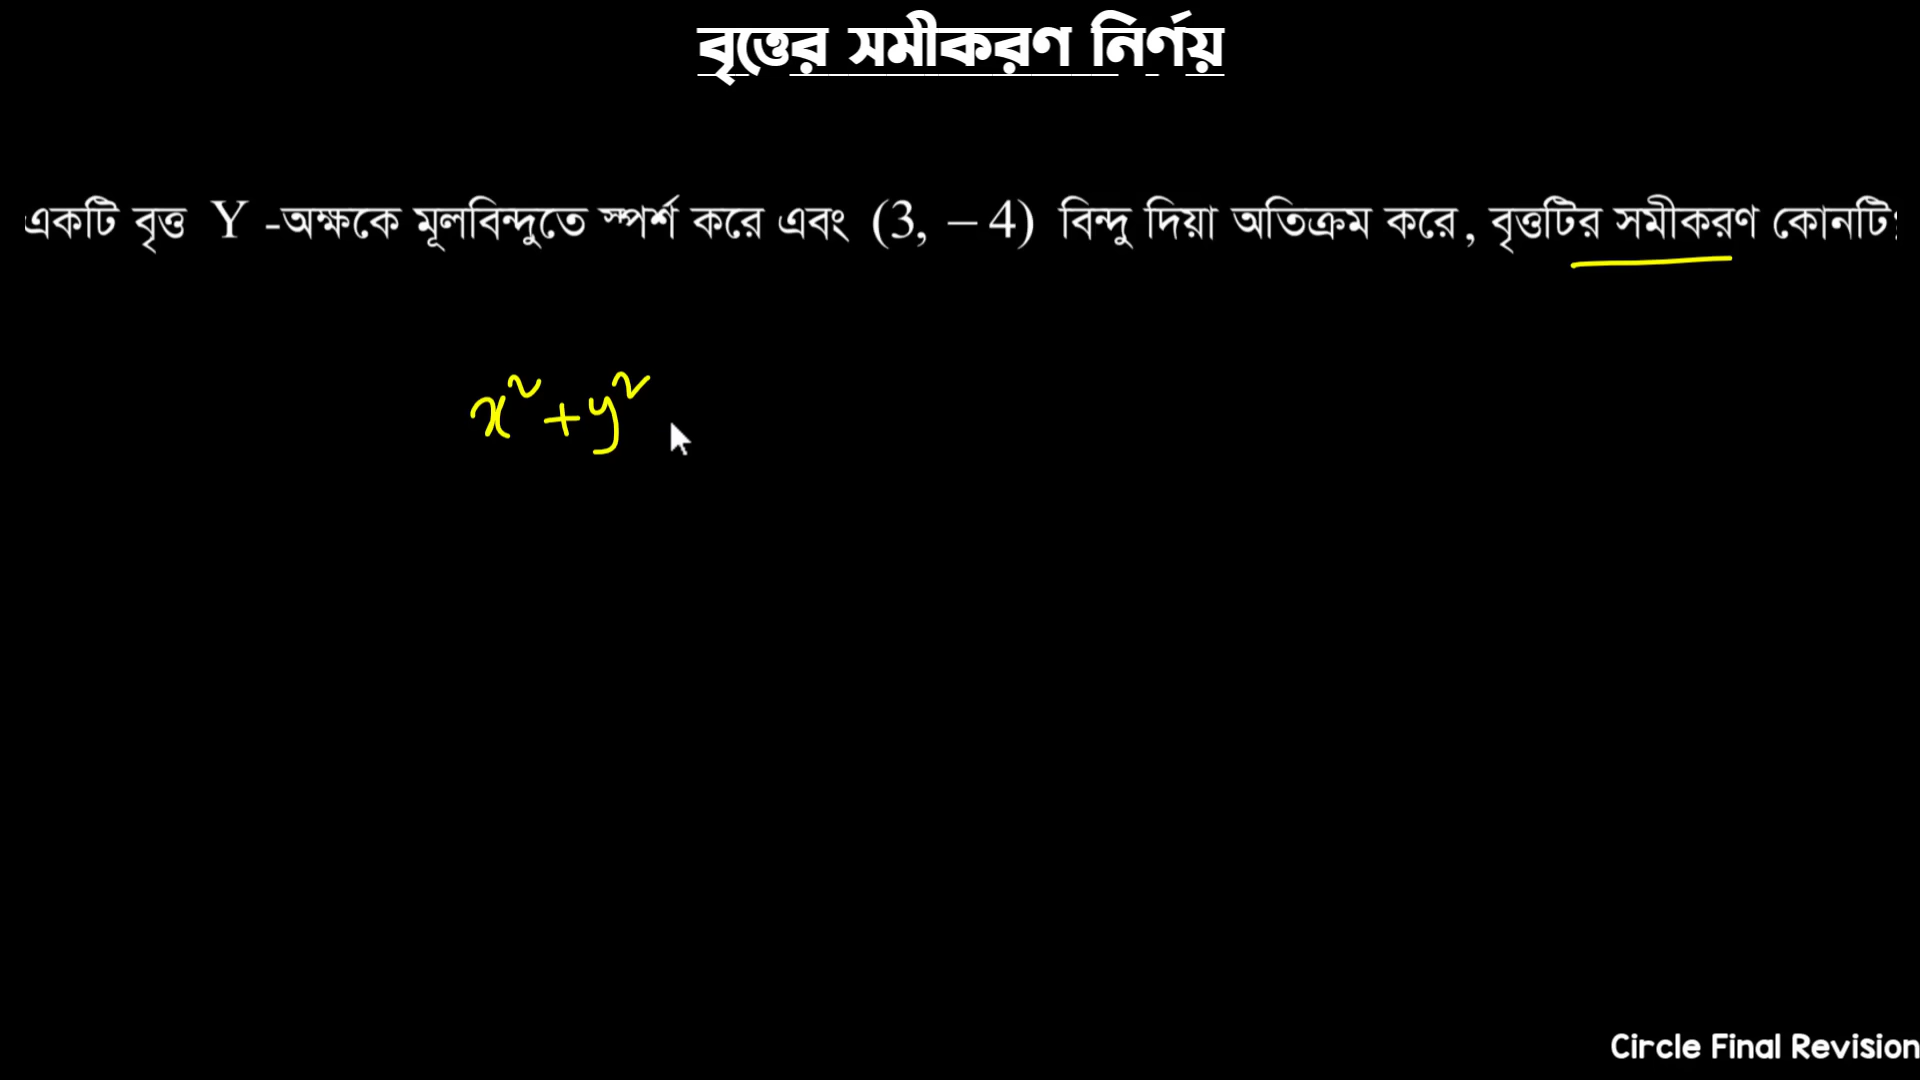 বৃত্তের সমীকরণ নির্ণয়
একটি বৃত্ত Y -অক্ষকে মূলবিন্দুতে স্পর্শ করে এবং (3, – 4) বিন্দু দিয়া অতিক্রম করে, বৃত্তটির সমীকরণ কোনটি?
x² + y²
Circle Final Revision